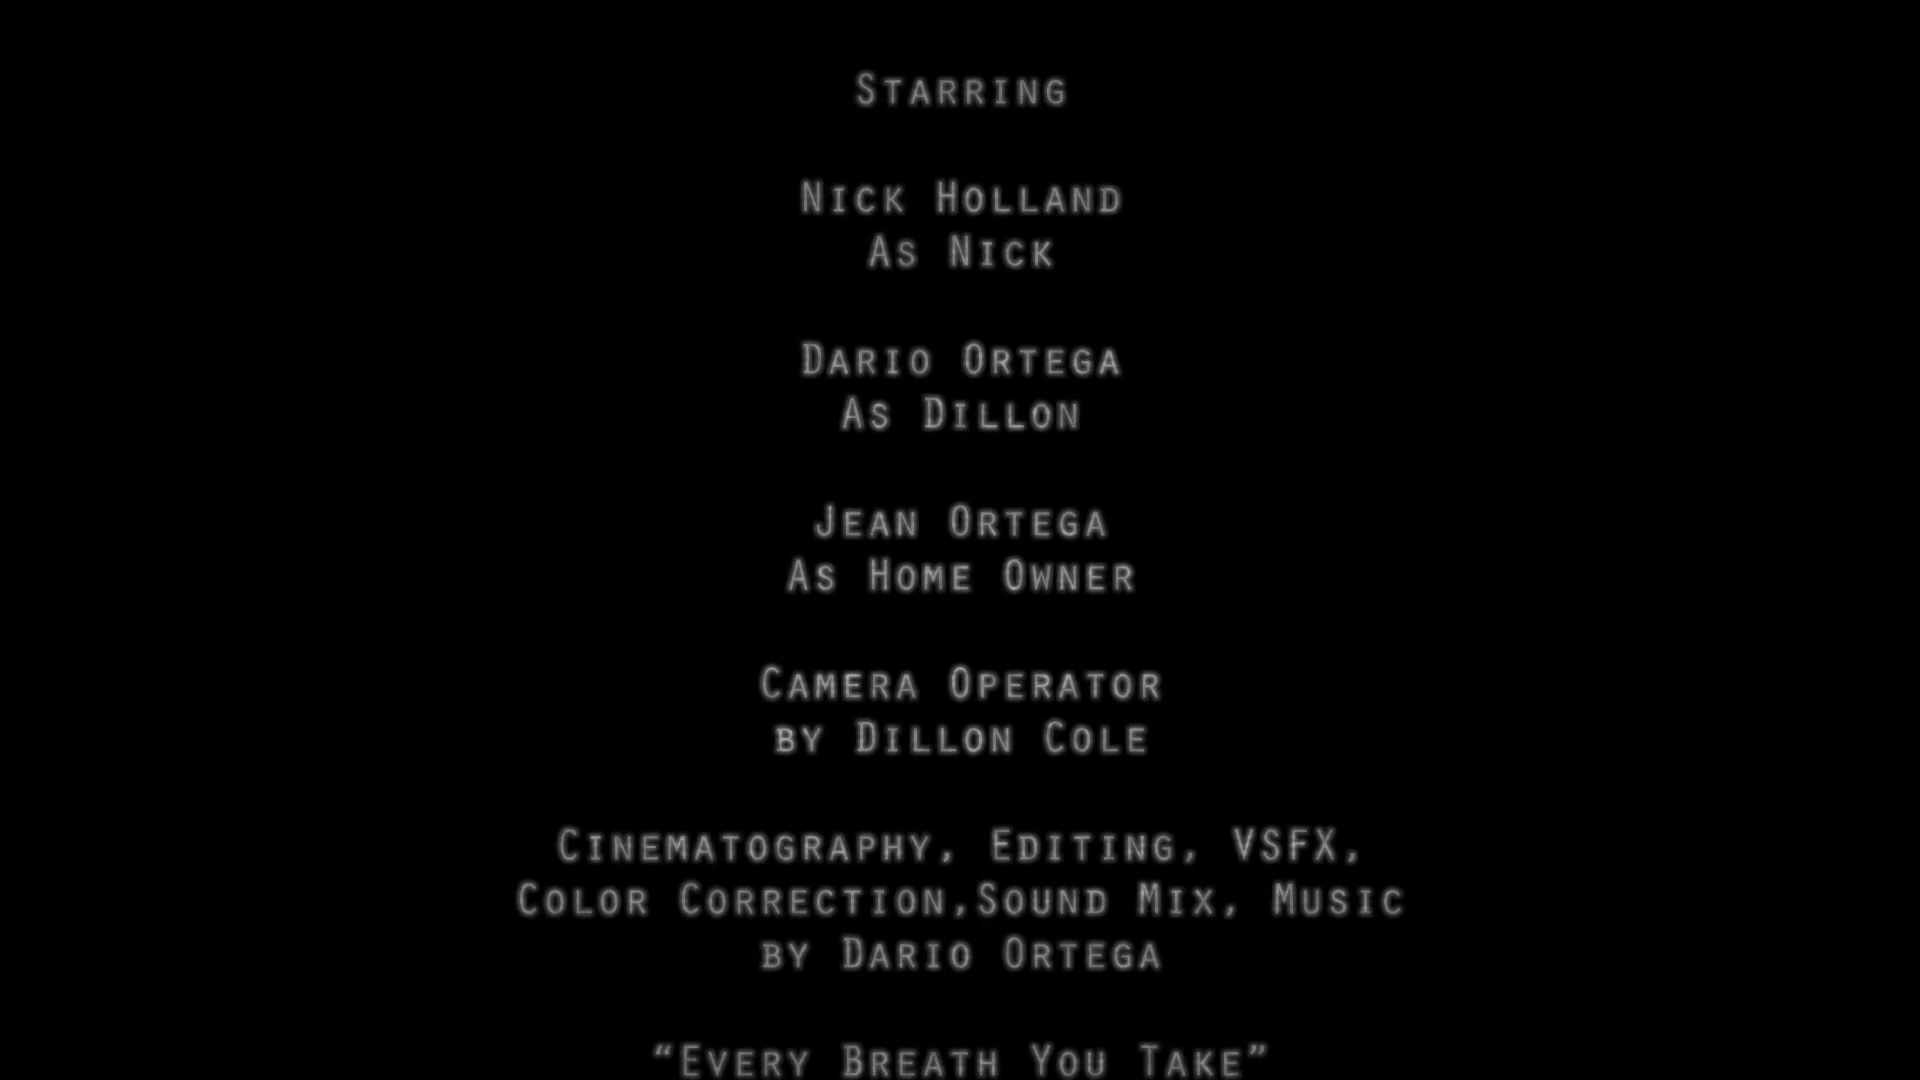 Starring
Nick Holland
As Nick
Dario Ortega
As Dillon
Jean Ortega
As Home Owner
Camera Operator
by Dillon Cole
Cinematography, Editing, VSFX,
Color Correction,Sound Mix, Music
by Dario Ortega
“Every Breath You Take”